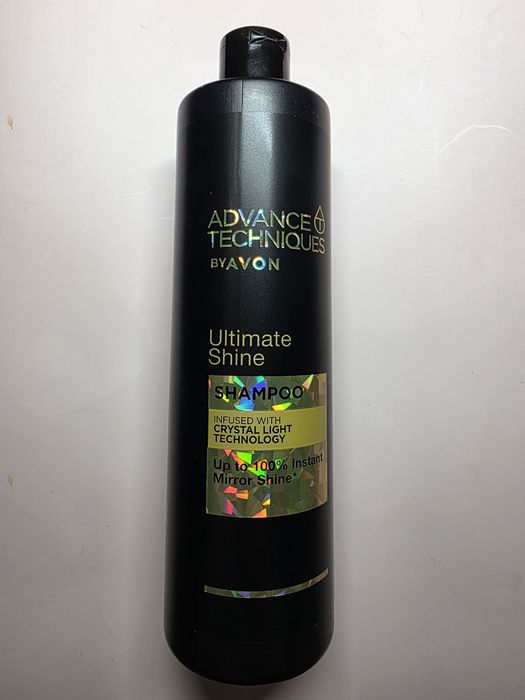 ADVANCE
TECHNIQUES
BY AVON
Ultimate
Shine
SHAMPOO
INFUSED WITH
CRYSTAL LIGHT
TECHNOLOGY
Up to 100% Instant
Mirror Shine*